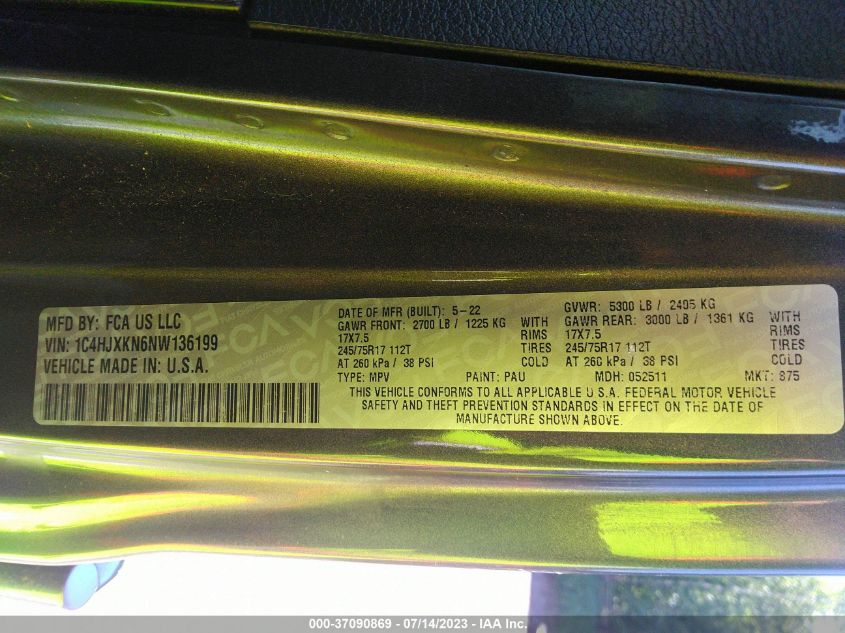 MFD BY: FCA US LLC
VIN: 1C4HJXKN6NW136199
VEHICLE MADE IN U.S.A.
DATE OF MFR (BUILT): 5-22 GVWR: 5300 LB / 2405 KG
GAWR FRONT: 2700 LB / 1225 KG WITH GAWR REAR: 3000 LB / 1361 KG WITH
17X7.5 RIMS 17X7.5 RIMS
245/75R17 112T TIRES 245/75R17 112T TIRES
AT 260 kPa / 38 PSI COLD AT 260 kPa / 38 PSI COLD
TYPE: MPV PAINT: PAU MDH: 052511 MKT: 875
THIS VEHICLE CONFORMS TO ALL APPLICABLE U.S.A. FEDERAL MOTOR VEHICLE
SAFETY AND THEFT PREVENTION STANDARDS IN EFFECT ON THE DATE OF
MANUFACTURE SHOWN ABOVE.
000-37090869 / 07/14/2023 - IAA Inc.